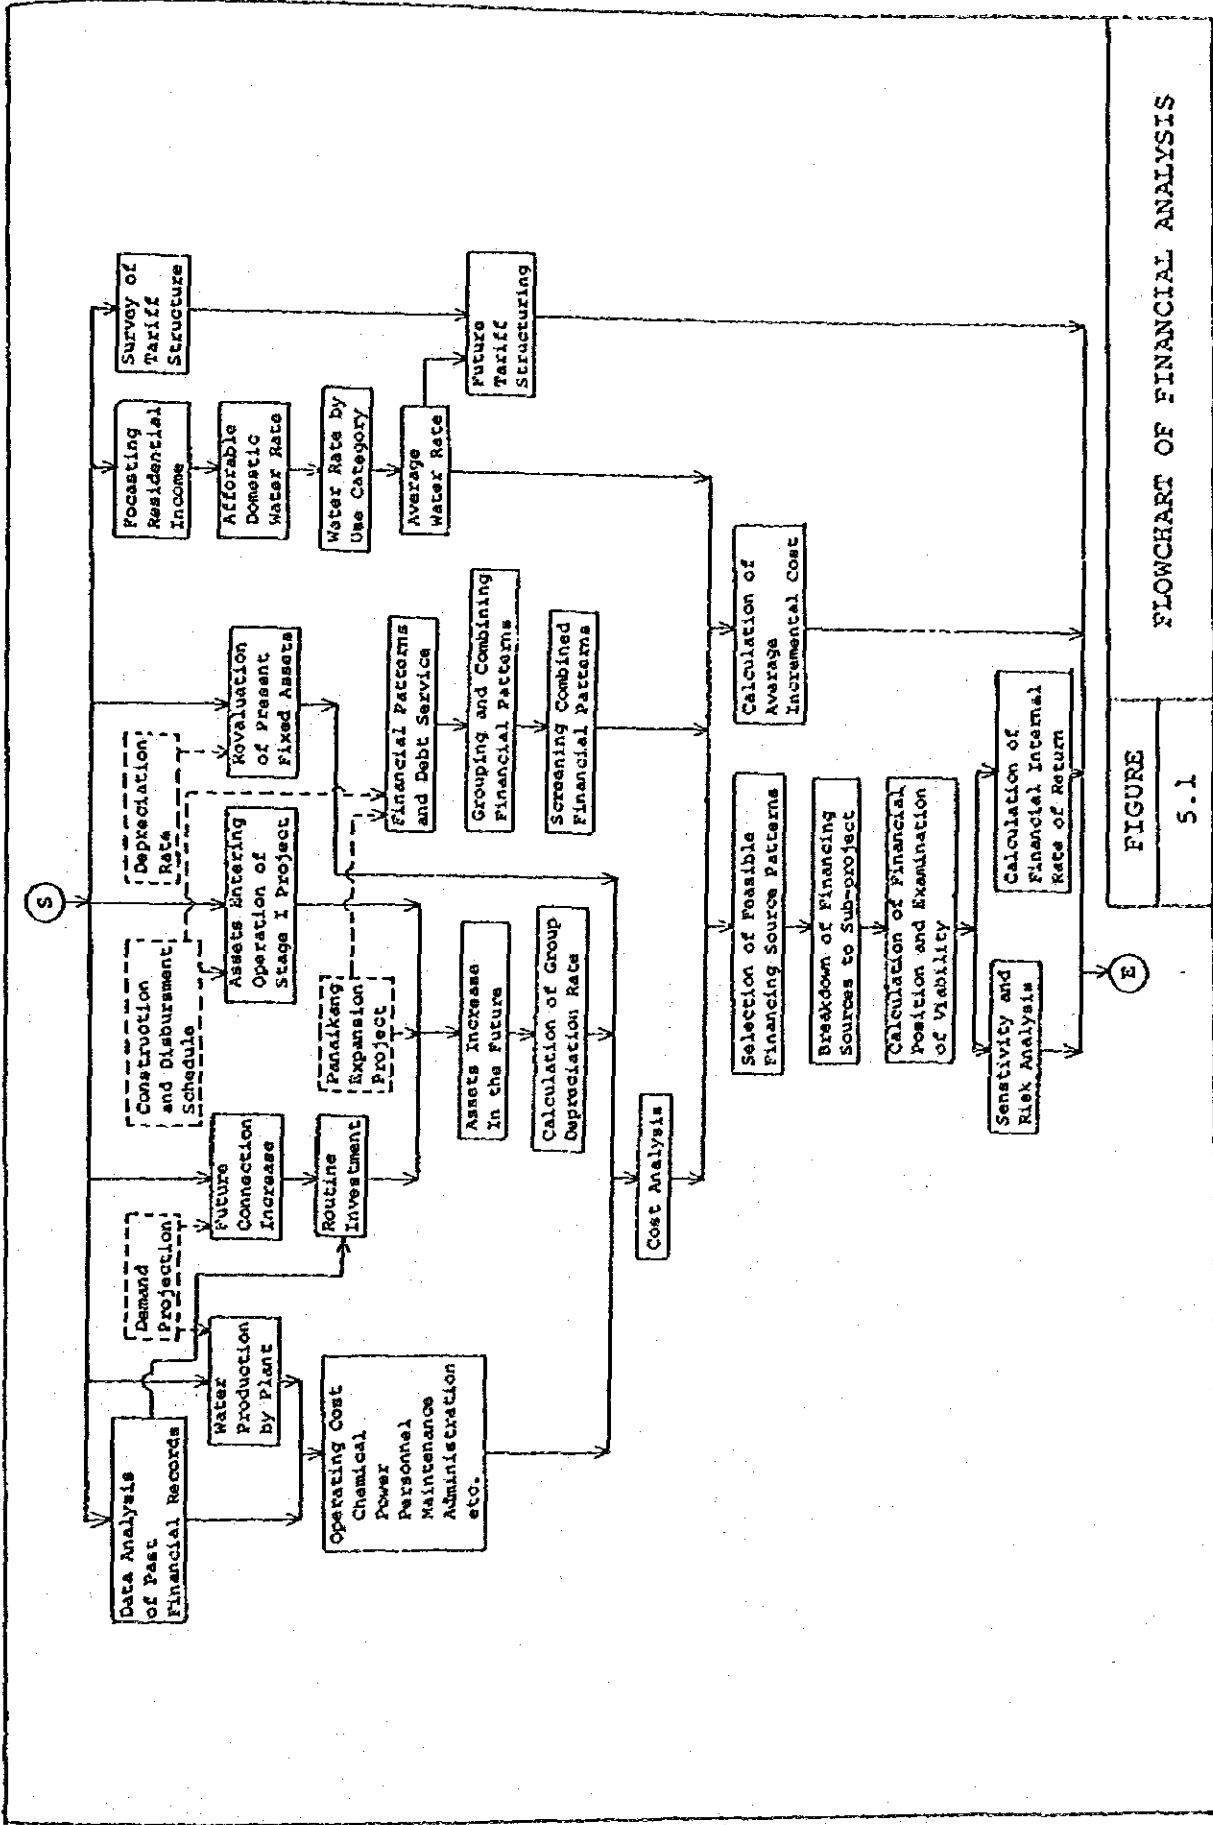 S
Data Analysis
of Past
Financial Records
Demand
Projection
Water
Production
by Plant
Operating Cost
Chemical
Power
Personnel
Maintenance
Administration
etc.
Future
Connection
Increase
Routine
Investment
Construction
and Disbursment
Schedule
Assets Entering
Operation of
Stage I Project
Panaikang
Expansion
Project
Assets Increase
In the Future
Calculation of Group
Depreciation Rate
Cost Analysis
Depreciation
Rate
Rovaluation
of Present
Fixed Assets
Financial Patterns
and Debt Service
Grouping and Combining
Financial Patterns
Screening Combined
Financial Patterns
Focasting
Residential
Income
Afforable
Domestic
Water Rate
Water Rate by
Use Category
Average
Water Rate
Survey of
Tariff
Structure
Future
Tariff
Structuring
Selection of Feasible
Financing Source Patterns
Breakdown of Financing
Sources to Sub-project
Calculation of Financial
Position and Examination
of Viability
Calculation of
Average
Incremental Cost
Senstivity and
Risk Analysis
Calculation of
Financial Internal
Rate of Return
E
FIGURE
5.1
FLOWCHART OF FINANCIAL ANALYSIS